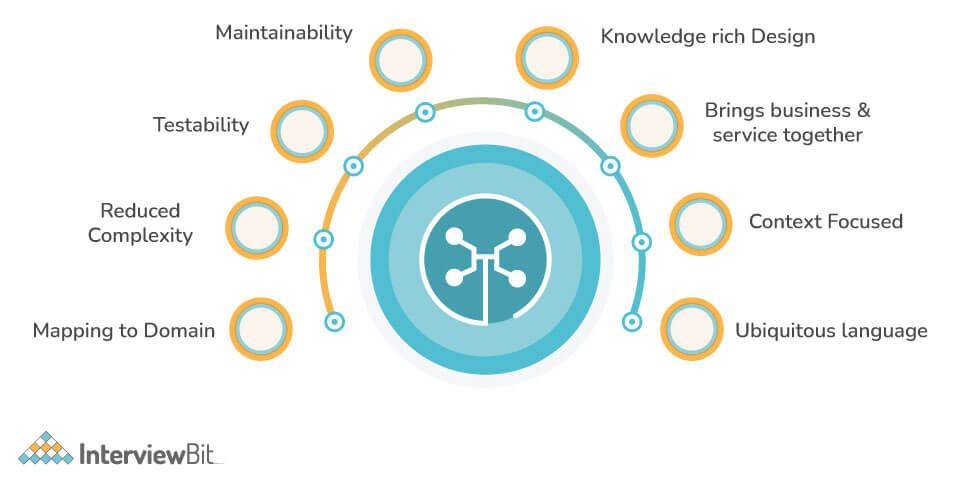 Maintainability
Knowledge rich Design
Testability
Brings business &
service together
Reduced
Complexity
Context Focused
Mapping to Domain
Ubiquitous language
InterviewBit